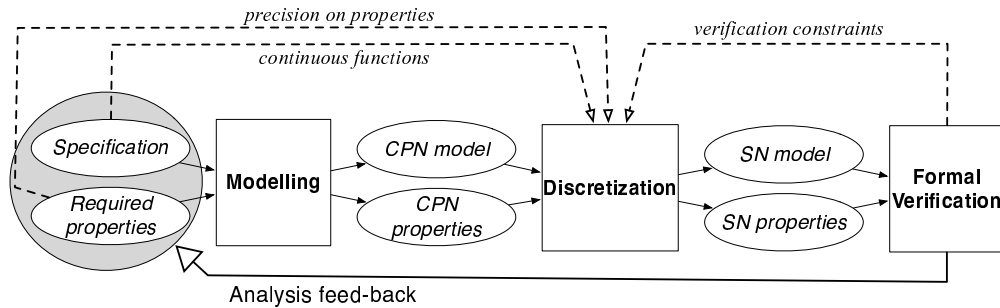 precision on properties
continuous functions
verification constraints
Specification
Required
properties
Modelling
CPN model
CPN
properties
Discretization
SN model
SN properties
Formal
Verification
Analysis feed-back